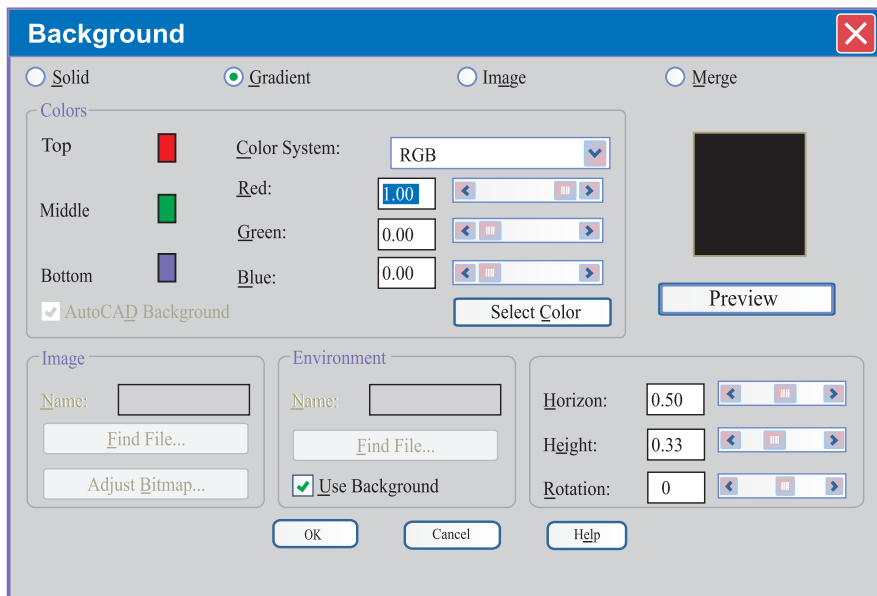 Background
Solid Gradient Image Merge
Colors
Top
Color System: RGB
Red: 1.00
Middle
Green: 0.00
Bottom
Blue: 0.00
AutoCAD Background
Select Color
Preview
Image
Name:
Find File...
Adjust Bitmap...
Environment
Name:
Find File...
Use Background
Horizon: 0.50
Height: 0.33
Rotation: 0
OK Cancel Help